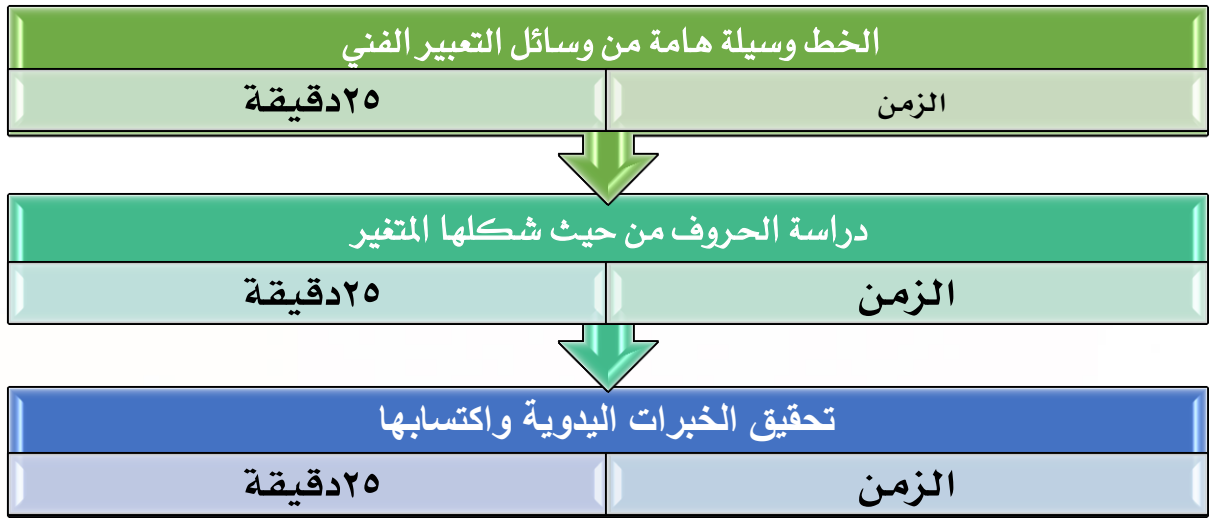 الخط وسيلة هامة من وسائل التعبير الفني
الزمن ٢٥دقيقة
دراسة الحروف من حيث شكلها المتغير
الزمن ٢٥دقيقة
تحقيق الخبرات اليدوية واكتسابها
الزمن ٢٥دقيقة